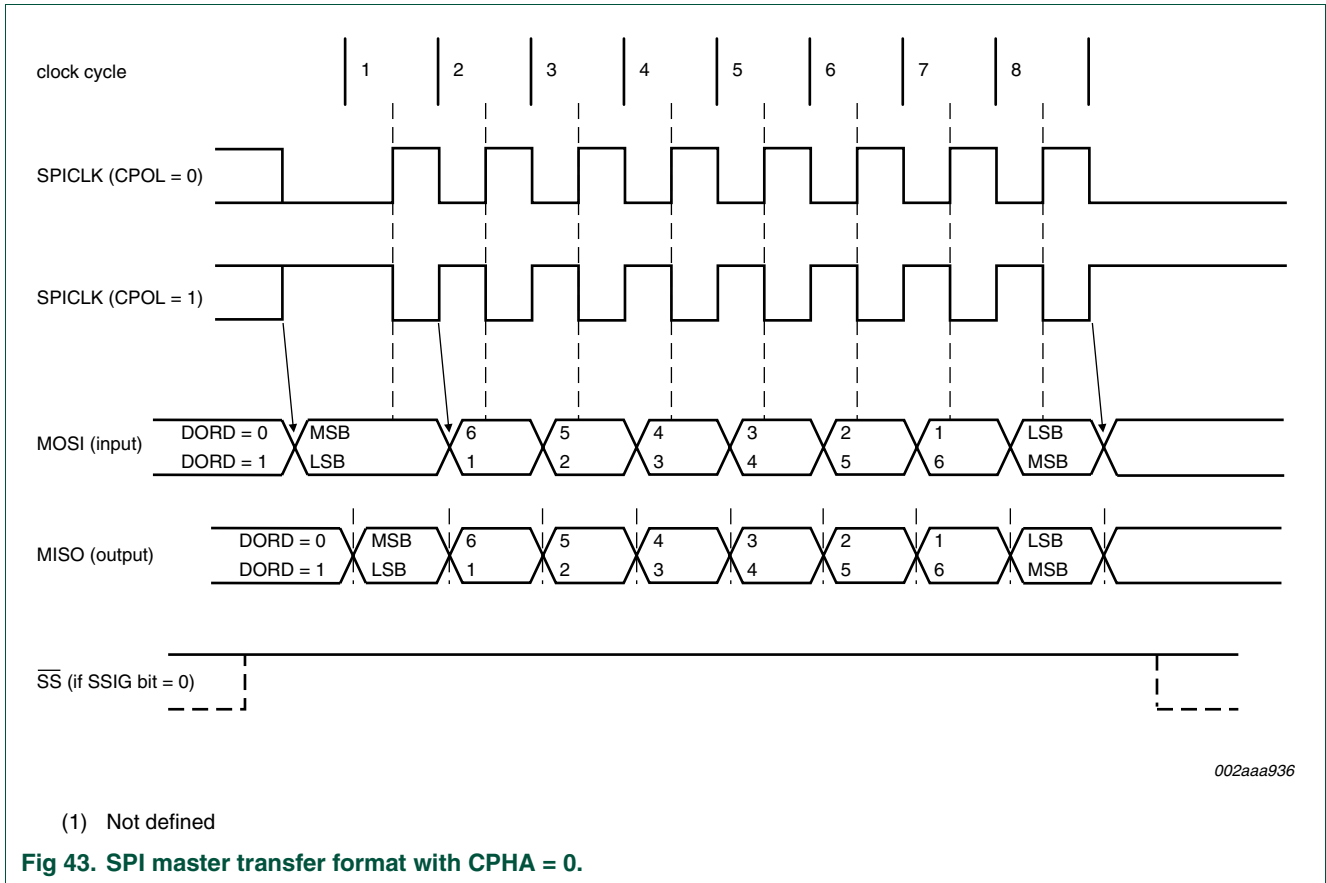 clock cycle 1 2 3 4 5 6 7 8
SPICLK (CPOL = 0)
SPICLK (CPOL = 1)
MOSI (input)
DORD = 0 MSB 6 5 4 3 2 1 LSB
DORD = 1 LSB 1 2 3 4 5 6 MSB
MISO (output)
DORD = 0 MSB 6 5 4 3 2 1 LSB
DORD = 1 LSB 1 2 3 4 5 6 MSB
S̅S̅ (if SSIG bit = 0)
002aaa936
(1) Not defined
Fig 43. SPI master transfer format with CPHA = 0.